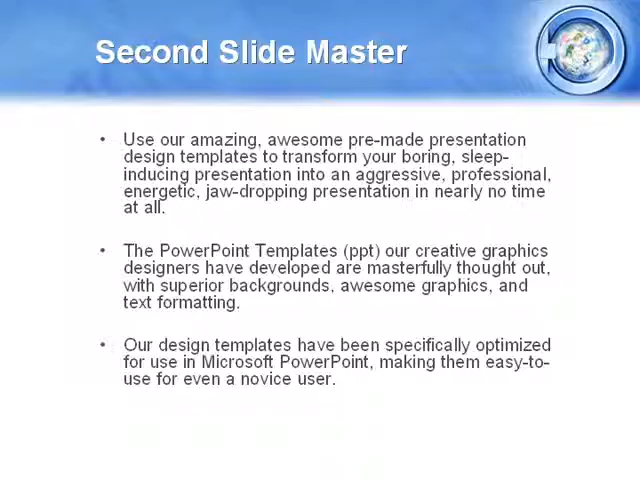 Second Slide Master
• Use our amazing, awesome pre-made presentation
design templates to transform your boring, sleep-
inducing presentation into an aggressive, professional,
energetic, jaw-dropping presentation in nearly no time
at all.
• The PowerPoint Templates (ppt) our creative graphics
designers have developed are masterfully thought out,
with superior backgrounds, awesome graphics, and
text formatting.
• Our design templates have been specifically optimized
for use in Microsoft PowerPoint, making them easy-to-
use for even a novice user.